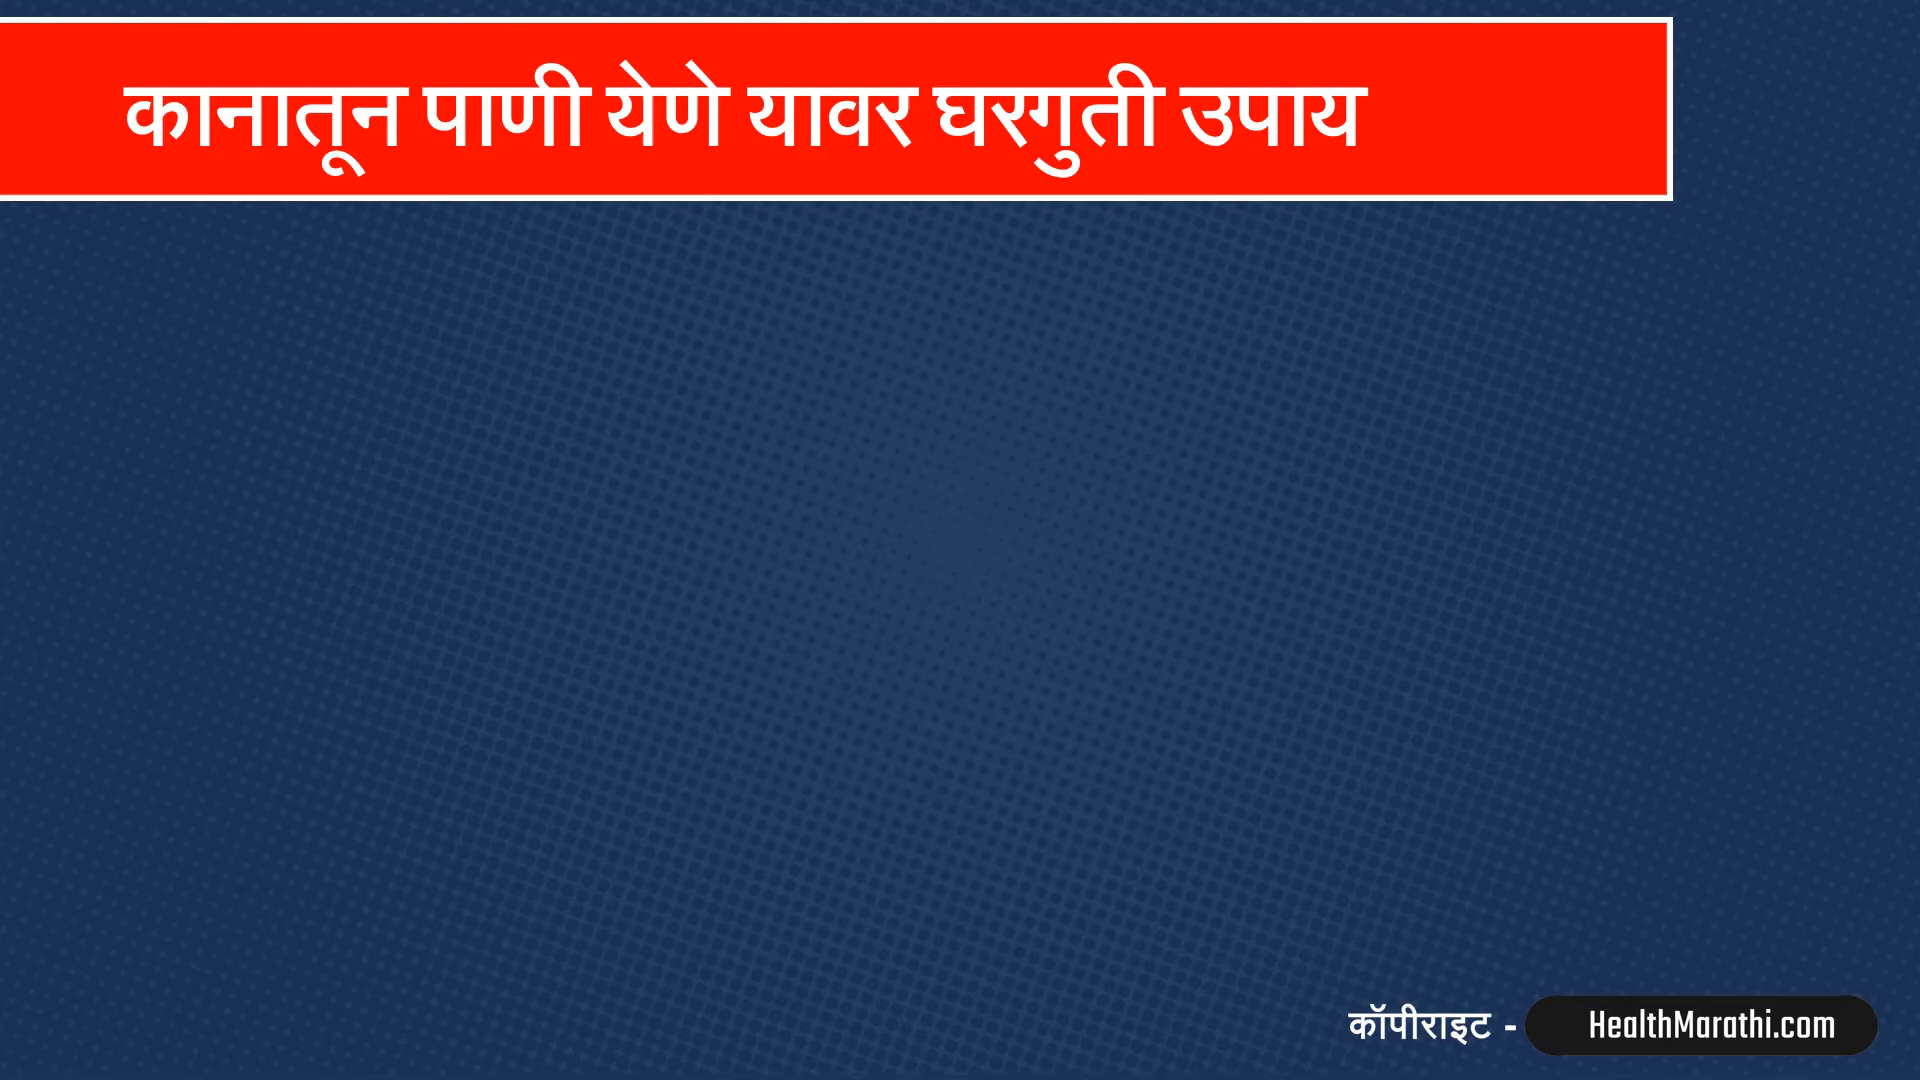 कानातून पाणी येणे यावर घरगुती उपाय
कॉपीराइट - HealthMarathi.com